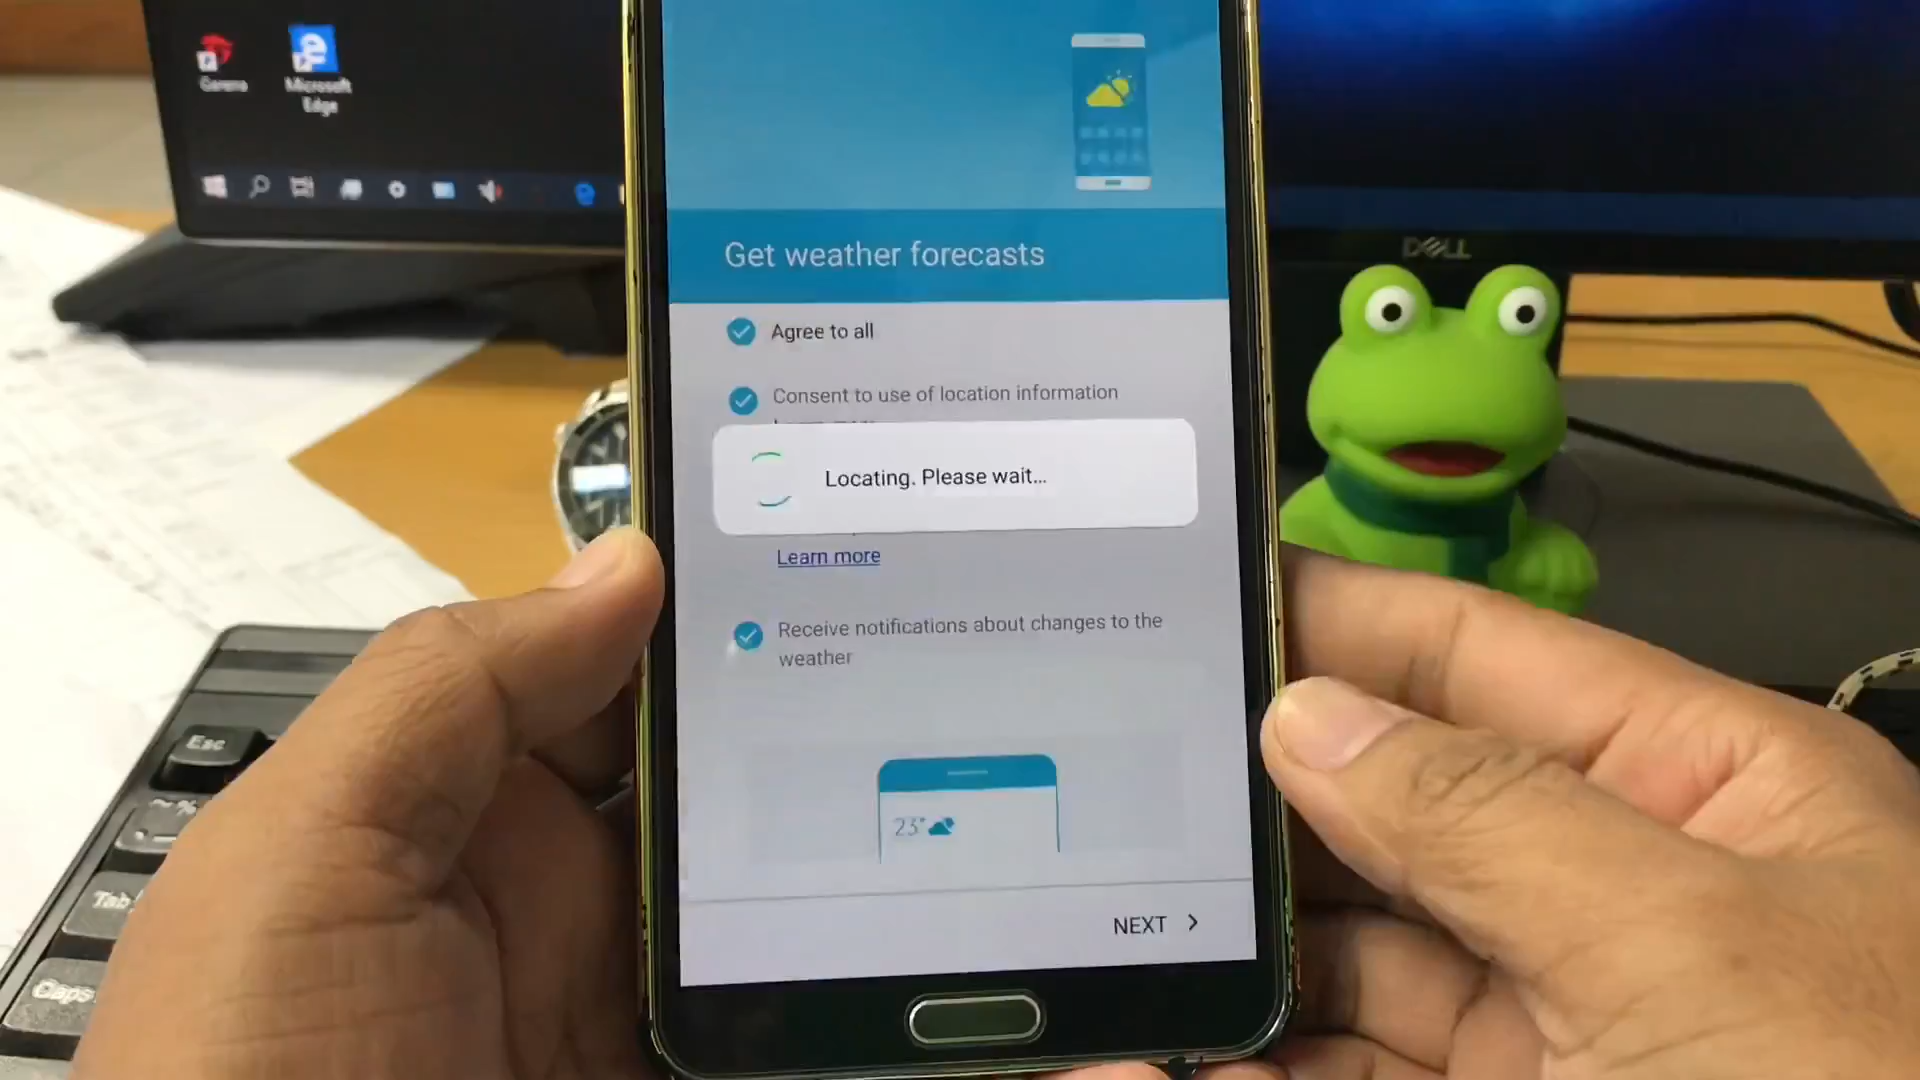 Garena
Microsoft
Edge
DELL
Get weather forecasts
Agree to all
Consent to use of location information
Locating. Please wait...
Learn more
Receive notifications about changes to the
weather
23°
NEXT >
Esc
Tab
Caps